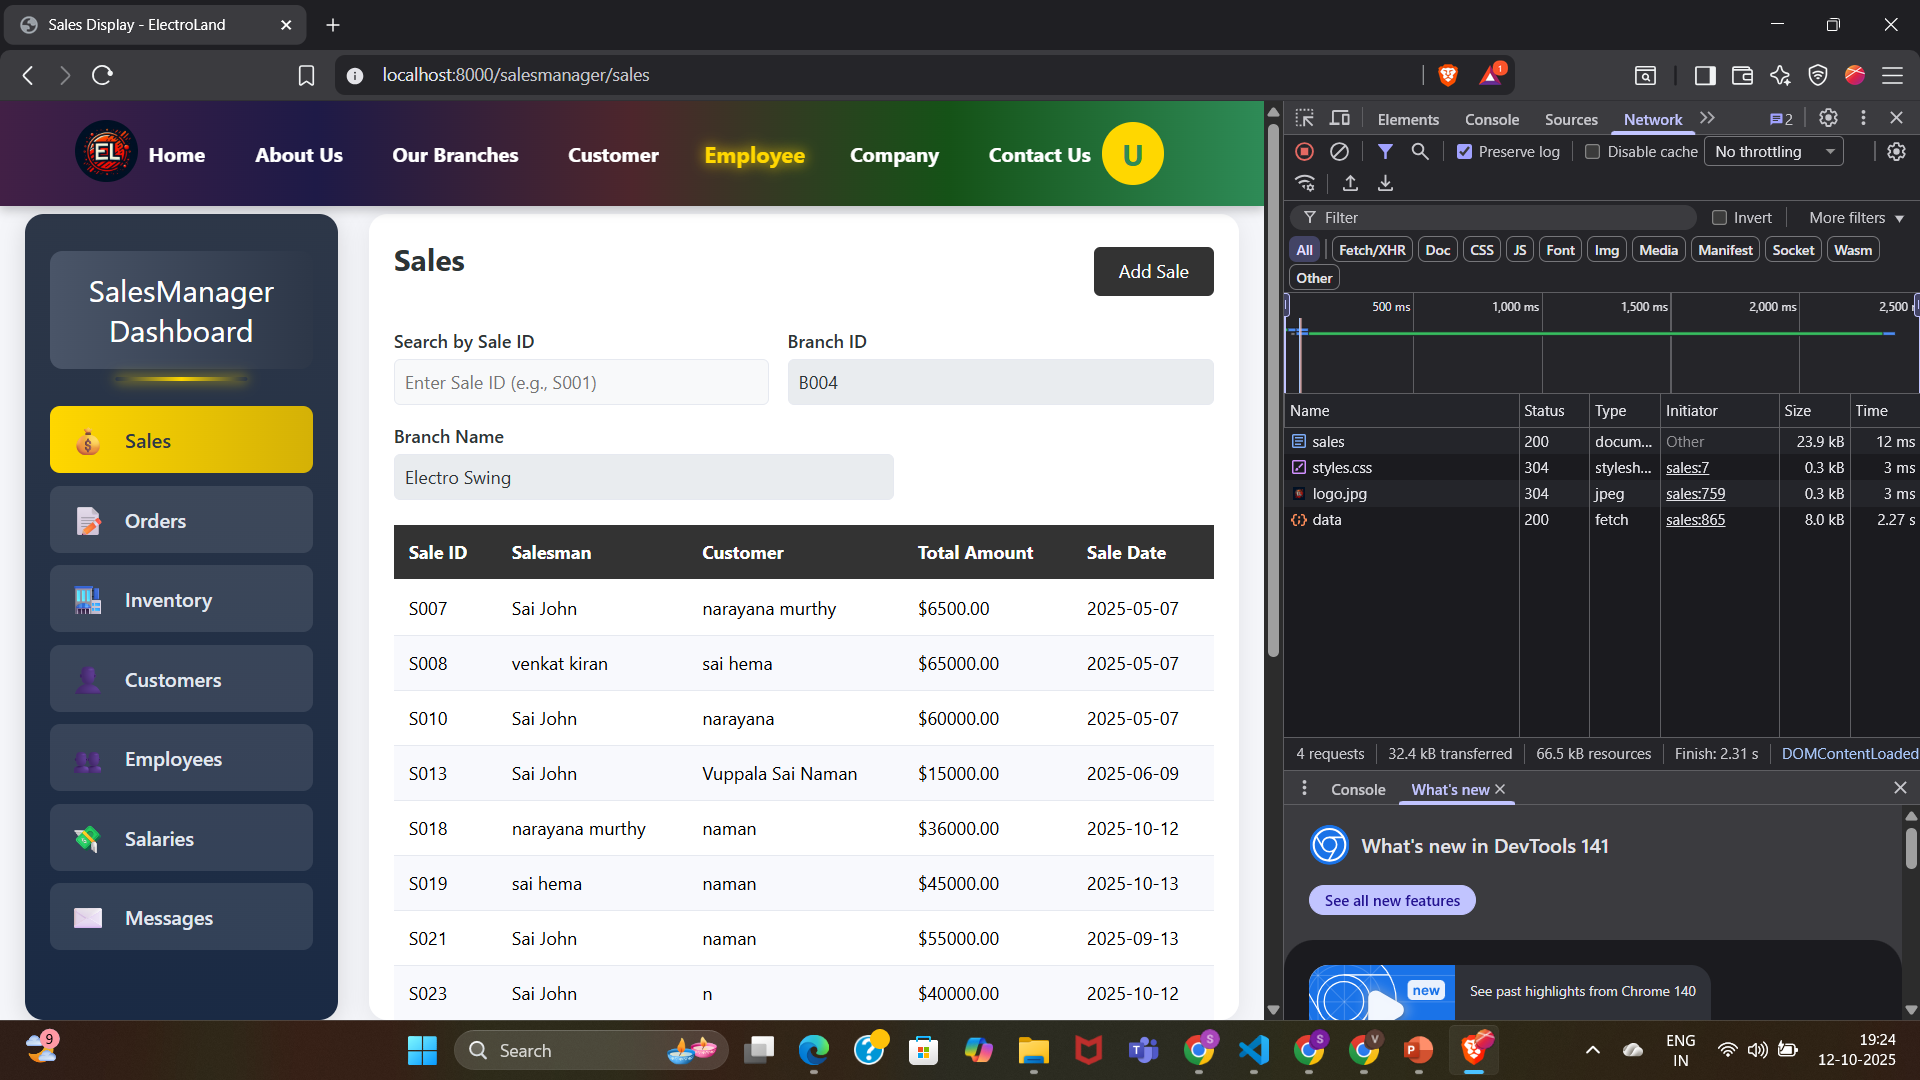 Sales Display - ElectroLand
localhost:8000/salesmanager/sales
1
EL
Home
About Us
Our Branches
Customer
Employee
Company
Contact Us
U
SalesManager
Dashboard
Sales
Orders
Inventory
Customers
Employees
Salaries
Messages
Sales
Add Sale
Search by Sale ID
Branch ID
Enter Sale ID (e.g., S001)
B004
Branch Name
Electro Swing
Sale ID Salesman Customer Total Amount Sale Date
S007 Sai John narayana murthy $6500.00 2025-05-07
S008 venkat kiran sai hema $65000.00 2025-05-07
S010 Sai John narayana $60000.00 2025-05-07
S013 Sai John Vuppala Sai Naman $15000.00 2025-06-09
S018 narayana murthy naman $36000.00 2025-10-12
S019 sai hema naman $45000.00 2025-10-13
S021 Sai John naman $55000.00 2025-09-13
S023 Sai John n $40000.00 2025-10-12
Elements Console Sources Network 2
Preserve log Disable cache No throttling
Filter Invert More filters
All Fetch/XHR Doc CSS JS Font Img Media Manifest Socket Wasm
Other
500 ms 1,000 ms 1,500 ms 2,000 ms 2,500
Name Status Type Initiator Size Time
sales 200 docum... Other 23.9 kB 12 ms
styles.css 304 stylesh... sales:7 0.3 kB 3 ms
logo.jpg 304 jpeg sales:759 0.3 kB 3 ms
data 200 fetch sales:865 8.0 kB 2.27 s
4 requests 32.4 kB transferred 66.5 kB resources Finish: 2.31 s DOMContentLoaded
Console What's new
What's new in DevTools 141
See all new features
new
See past highlights from Chrome 140
9
Search
S
S
V
P
ENG
IN
19:24
12-10-2025